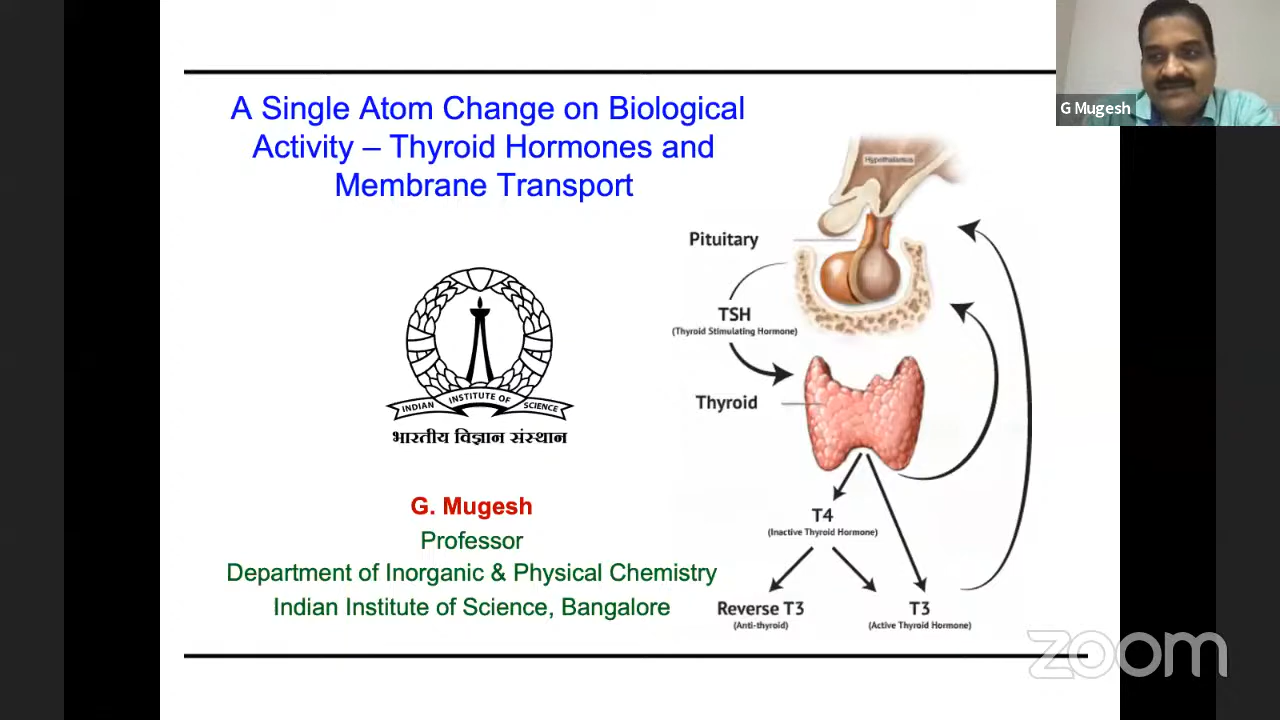 A Single Atom Change on Biological
Activity – Thyroid Hormones and
Membrane Transport
INDIAN INSTITUTE OF SCIENCE
भारतीय विज्ञान संस्थान
G. Mugesh
Professor
Department of Inorganic & Physical Chemistry
Indian Institute of Science, Bangalore
Hypothalamus
Pituitary
TSH
(Thyroid Stimulating Hormone)
Thyroid
T4
(Inactive Thyroid Hormone)
Reverse T3
(Anti-thyroid)
T3
(Active Thyroid Hormone)
G Mugesh
zoom